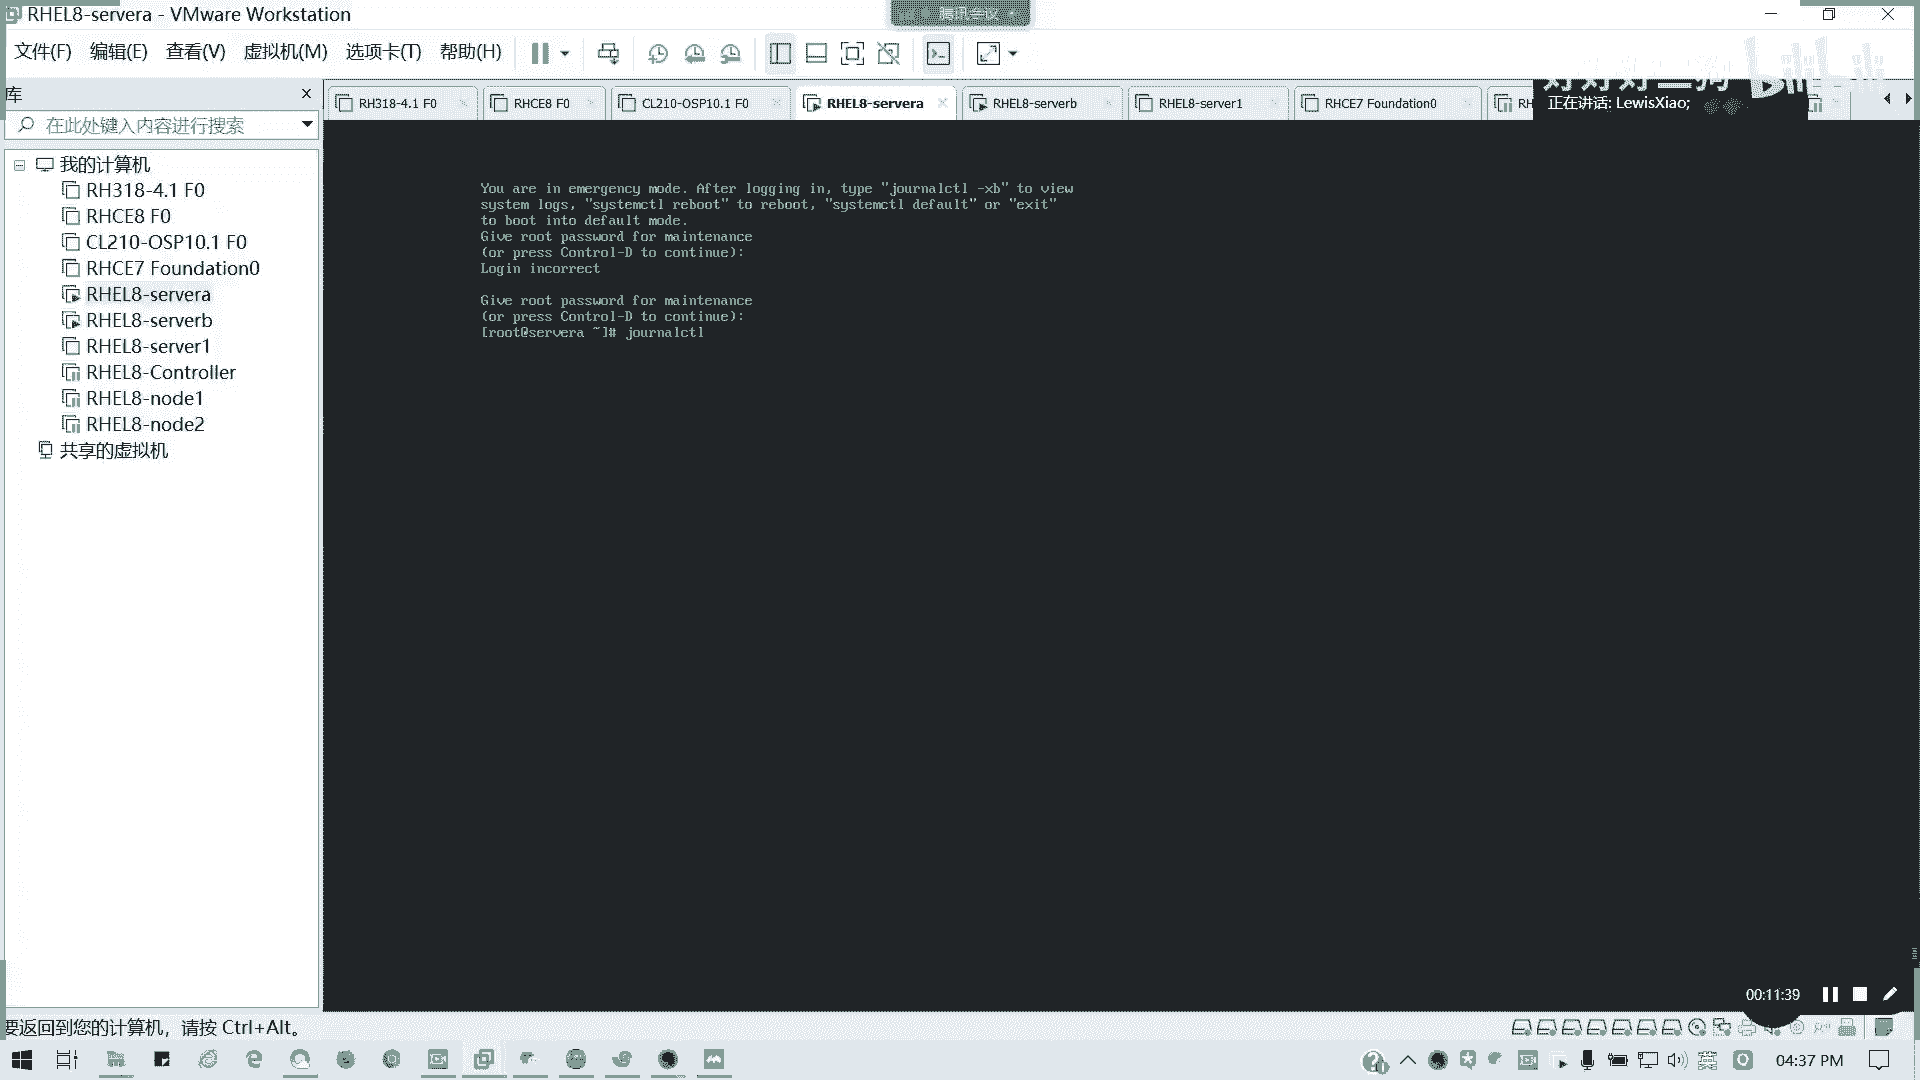 RHEL8-servera - VMware Workstation
腾讯会议
文件(F) 编辑(E) 查看(V) 虚拟机(M) 选项卡(T) 帮助(H)
库
RH318-4.1 F0
RHCE8 F0
CL210-OSP10.1 F0
RHEL8-servera
RHEL8-serverb
RHEL8-server1
RHCE7 Foundation0
RH
正在讲话: LewisXiao;
bilibili
在此处键入内容进行搜索
我的计算机
RH318-4.1 F0
RHCE8 F0
CL210-OSP10.1 F0
RHCE7 Foundation0
RHEL8-servera
RHEL8-serverb
RHEL8-server1
RHEL8-Controller
RHEL8-node1
RHEL8-node2
共享的虚拟机
You are in emergency mode. After logging in, type "journalctl -xb" to view
system logs, "systemctl reboot" to reboot, "systemctl default" or "exit"
to boot into default mode.
Give root password for maintenance
(or press Control-D to continue):
Login incorrect
Give root password for maintenance
(or press Control-D to continue):
[root@servera ~]# journalctl
00:11:39
要返回到您的计算机，请按 Ctrl+Alt。
英
04:37 PM